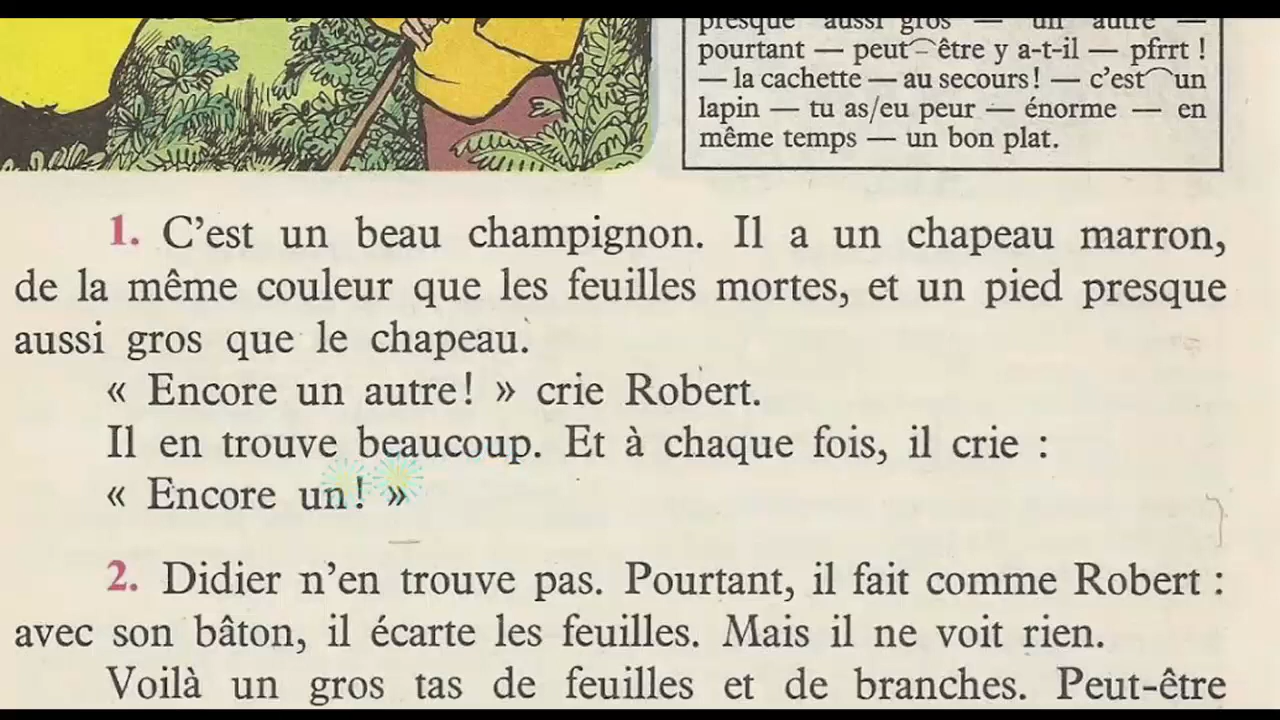 presque aussi gros — un autre —
pourtant — peut‿être y a-t-il — pfrrt !
— la cachette — au secours! — c'est‿un
lapin — tu as/eu peur — énorme — en
même temps — un bon plat.
1. C'est un beau champignon. Il a un chapeau marron,
de la même couleur que les feuilles mortes, et un pied presque
aussi gros que le chapeau.
« Encore un autre! » crie Robert.
Il en trouve beaucoup. Et à chaque fois, il crie :
« Encore un! »
2. Didier n'en trouve pas. Pourtant, il fait comme Robert :
avec son bâton, il écarte les feuilles. Mais il ne voit rien.
Voilà un gros tas de feuilles et de branches. Peut-être